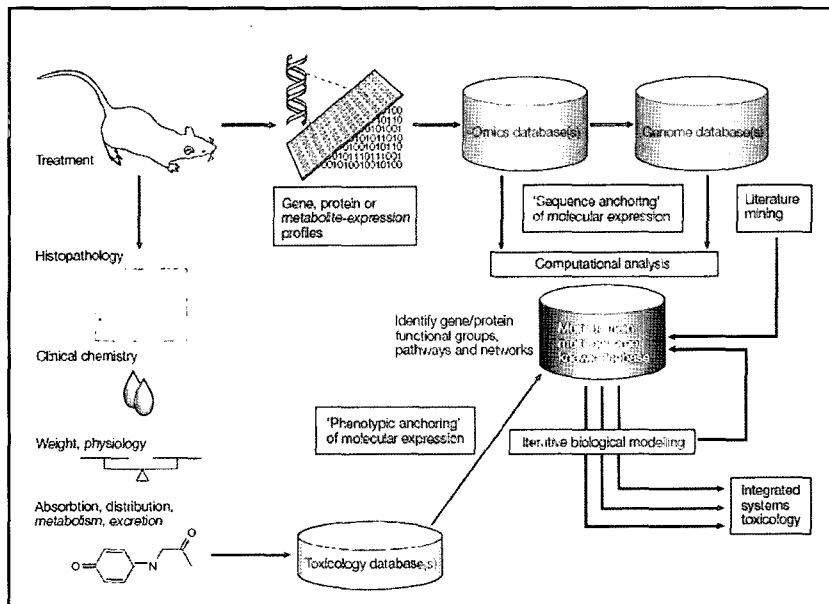 Treatment
Gene, protein or
metabolite-expression
profiles
-Omics database(s)
Genome database(s)
'Sequence anchoring'
of molecular expression
Literature
mining
Computational analysis
Histopathology
Clinical chemistry
Weight, physiology
Absorbtion, distribution,
metabolism, excretion
O
N
O
Toxicology database(s)
'Phenotypic anchoring'
of molecular expression
Identify gene/protein
functional groups,
pathways and networks
Iterative biological modelling
Integrated
systems
toxicology